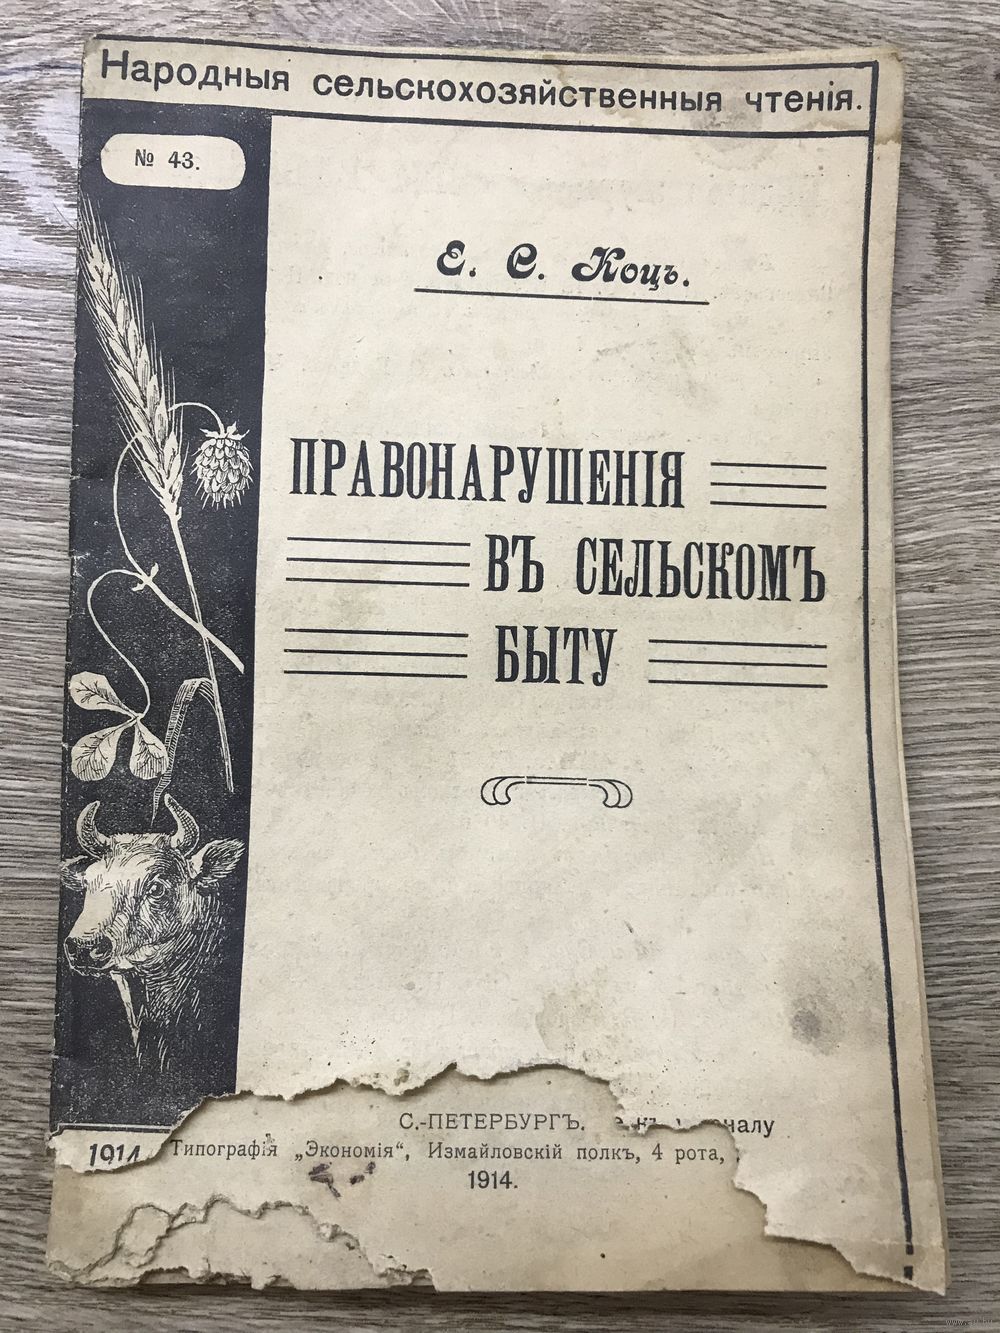 Народныя сельскохозяйственныя чтенія.
№ 43.
Е. С. Коцъ.
ПРАВОНАРУШЕНІЯ
ВЪ СЕЛЬСКОМЪ
БЫТУ
С.-ПЕТЕРБУРГЪ.
1914
Типографія „Экономія“, Измайловскій полкъ, 4 рота,
1914.